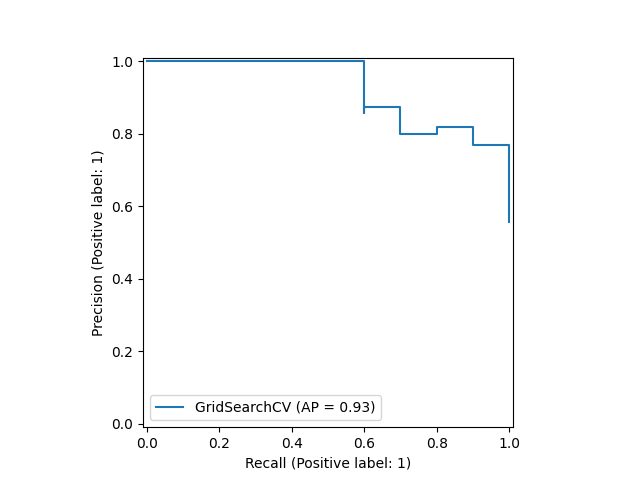 1.0
0.8
0.6
0.4
0.2
0.0
Precision (Positive label: 1)
GridSearchCV (AP = 0.93)
0.0 0.2 0.4 0.6 0.8 1.0
Recall (Positive label: 1)